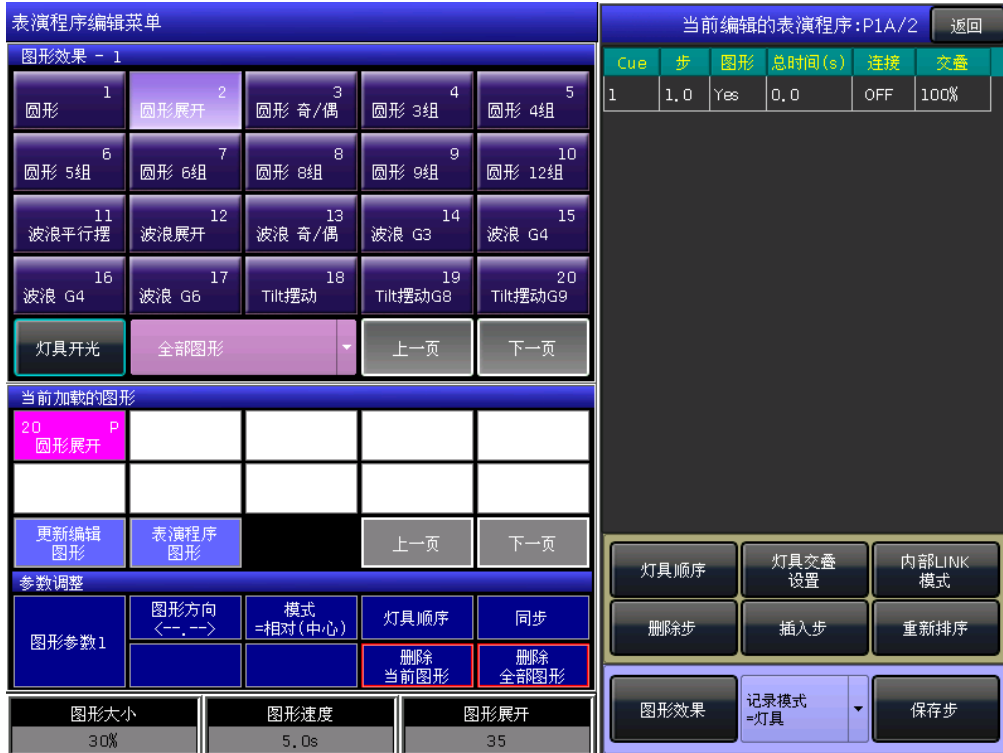 表演程序编辑菜单
图形效果 - 1
1
圆形
2
圆形展开
3
圆形 奇/偶
4
圆形 3组
5
圆形 4组
6
圆形 5组
7
圆形 6组
8
圆形 8组
9
圆形 9组
10
圆形 12组
11
波浪平行摆
12
波浪展开
13
波浪 奇/偶
14
波浪 G3
15
波浪 G4
16
波浪 G4
17
波浪 G6
18
Tilt摆动
19
Tilt摆动G8
20
Tilt摆动G9
灯具开光
全部图形
上一页
下一页
当前加载的图形
20 P
圆形展开
更新编辑
图形
表演程序
图形
上一页
下一页
参数调整
图形参数1
图形方向
<--.-->
模式
=相对(中心)
灯具顺序
同步
删除
当前图形
删除
全部图形
图形大小
30%
图形速度
5.0s
图形展开
35
当前编辑的表演程序:P1A/2
返回
Cue 步 图形 总时间(s) 连接 交叠
1 1.0 Yes 0.0 OFF 100%
灯具顺序
灯具交叠
设置
内部LINK
模式
删除步
插入步
重新排序
图形效果
记录模式
=灯具
保存步